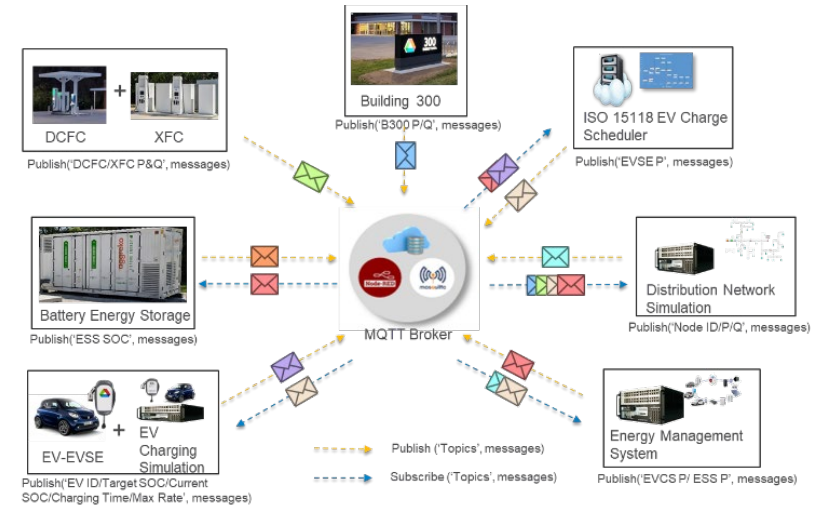 300
Building 300
Publish('B300 P/Q', messages)
DCFC
+
XFC
Publish('DCFC/XFC P&Q', messages)
ISO 15118 EV Charge
Scheduler
Publish('EVSE P', messages)
aggreko
Battery Energy Storage
Publish('ESS SOC', messages)
Node-RED
mosquitto
MQTT Broker
Distribution Network
Simulation
Publish('Node ID/P/Q', messages)
EV-EVSE
+
EV
Charging
Simulation
Publish('EV ID/Target SOC/Current
SOC/Charging Time/Max Rate', messages)
Publish ('Topics', messages)
Subscribe ('Topics', messages)
Energy Management
System
Publish('EVCS P/ ESS P', messages)